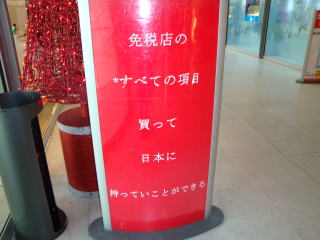 免税店の
*すべての項目
買って
日本に
持っていことができる